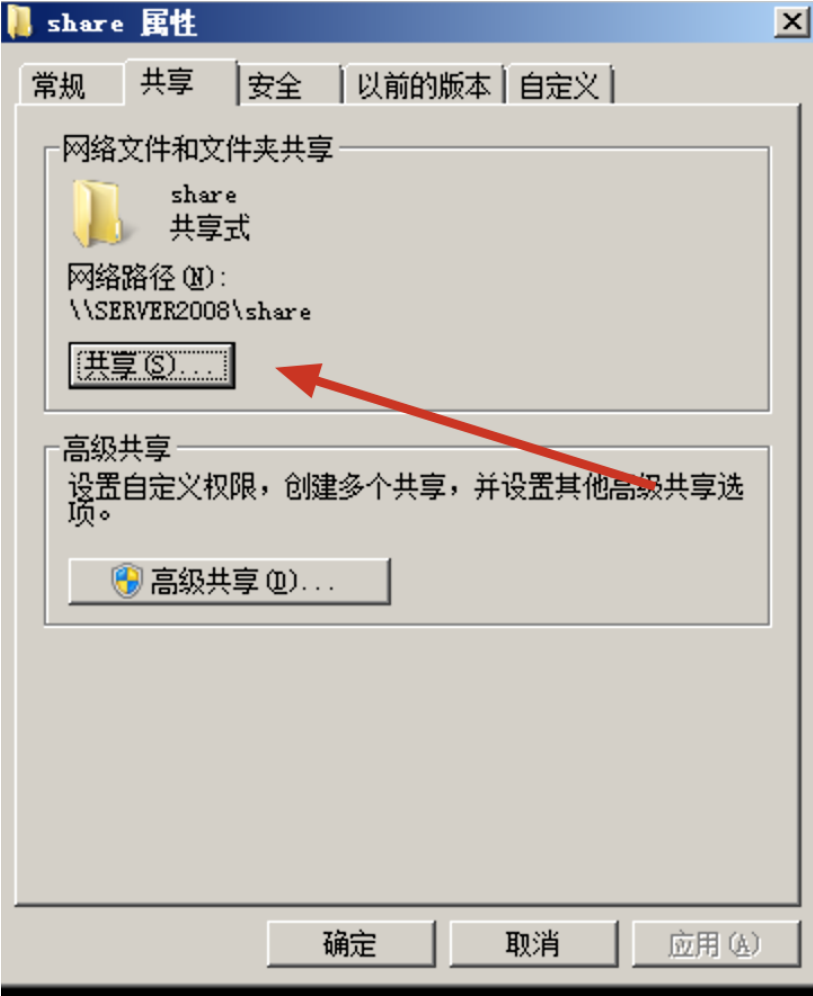 share 属性
常规 共享 安全 以前的版本 自定义
网络文件和文件夹共享
share
共享式
网络路径(N):
\\SERVER2008\share
共享(S)...
高级共享
设置自定义权限，创建多个共享，并设置其他高级共享选
项。
高级共享(D)...
确定 取消 应用(A)